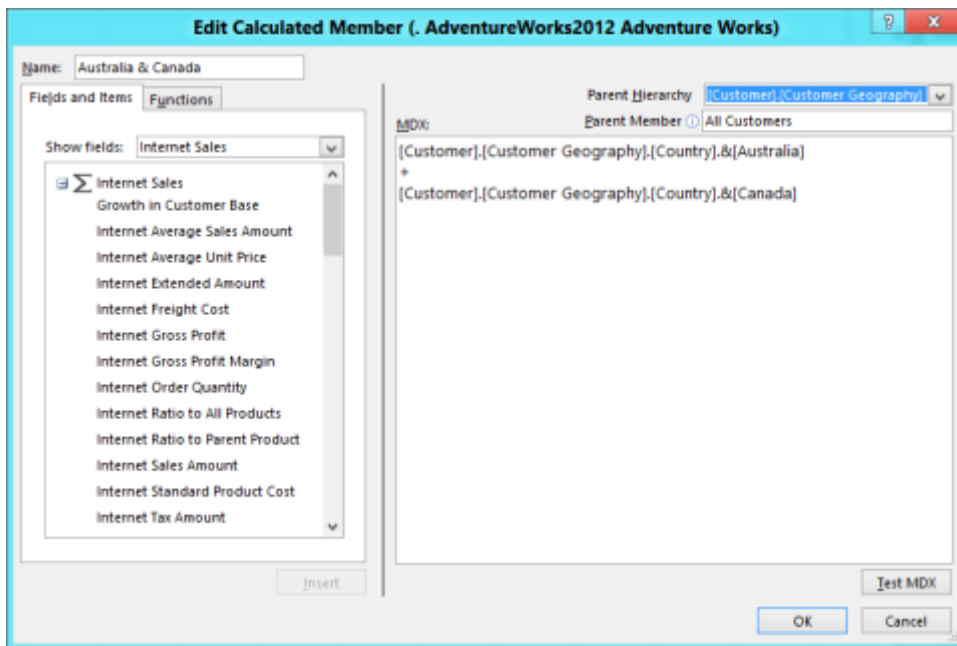 Edit Calculated Member (. AdventureWorks2012 Adventure Works)
? x
Name: Australia & Canada
Fields and Items Functions
Show fields: Internet Sales
Σ Internet Sales
Growth in Customer Base
Internet Average Sales Amount
Internet Average Unit Price
Internet Extended Amount
Internet Freight Cost
Internet Gross Profit
Internet Gross Profit Margin
Internet Order Quantity
Internet Ratio to All Products
Internet Ratio to Parent Product
Internet Sales Amount
Internet Standard Product Cost
Internet Tax Amount
Insert
Parent Hierarchy [Customer].[Customer Geography]
Parent Member All Customers
MDX:
[Customer].[Customer Geography].[Country].&[Australia]
+
[Customer].[Customer Geography].[Country].&[Canada]
Test MDX
OK Cancel